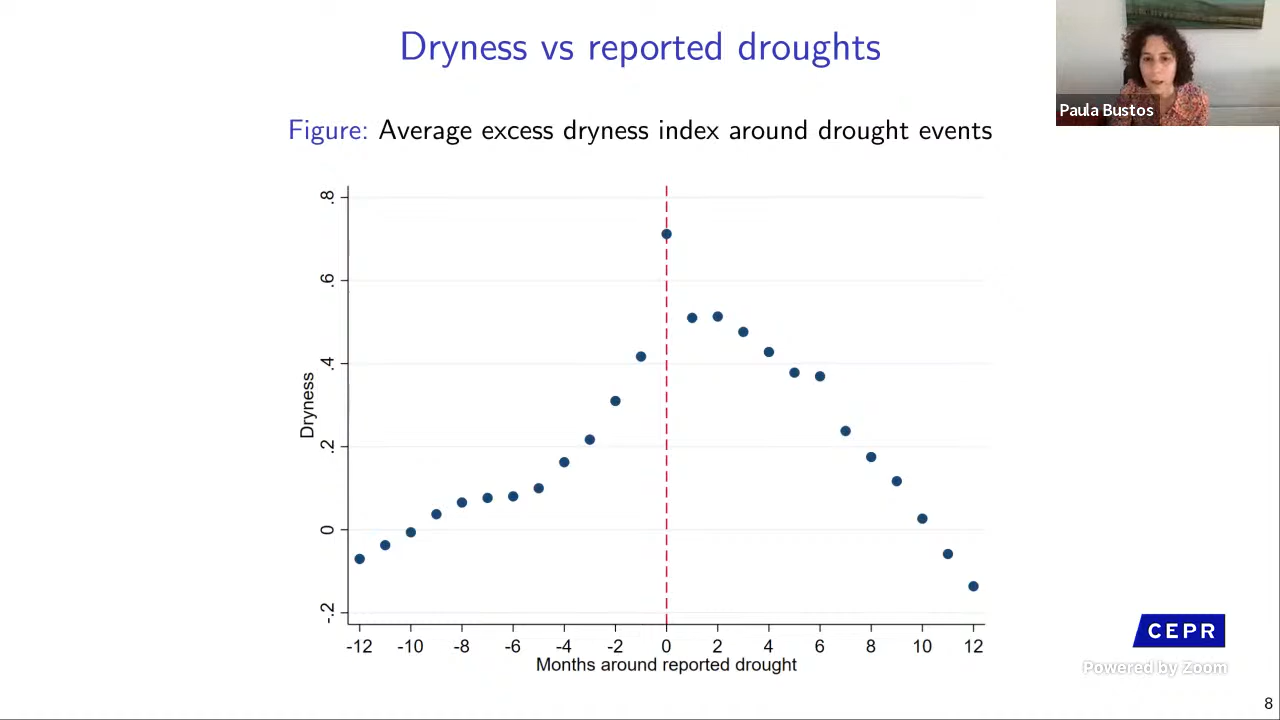 Dryness vs reported droughts
Paula Bustos
Figure: Average excess dryness index around drought events
.8
.6
.4
.2
0
-.2
Dryness
-12 -10 -8 -6 -4 -2 0 2 4 6 8 10 12
Months around reported drought
CEPR
Powered by Zoom
8